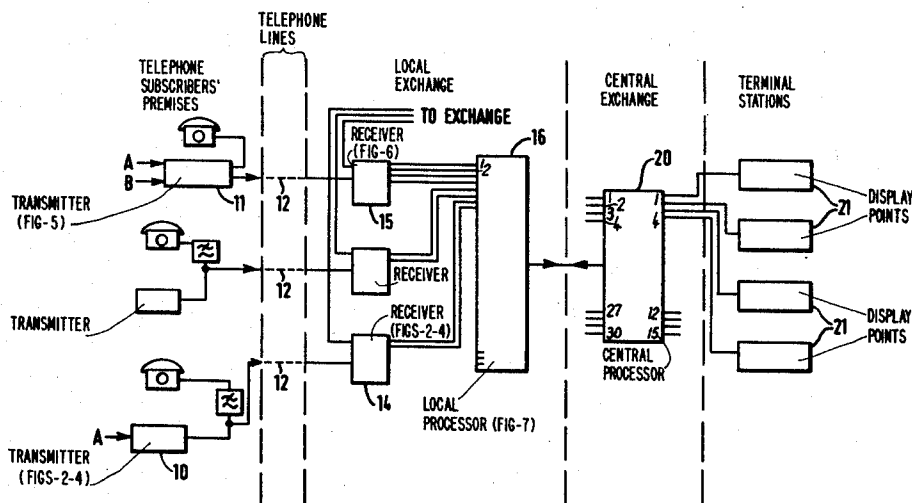 TELEPHONE
LINES
TELEPHONE
SUBSCRIBERS'
PREMISES
LOCAL
EXCHANGE
CENTRAL
EXCHANGE
TERMINAL
STATIONS
TO EXCHANGE
RECEIVER
(FIG-6)
16
1
2
20
A
B
TRANSMITTER
(FIG-5)
11
12
15
1
2
3
4
1
4
21
DISPLAY
POINTS
RECEIVER
TRANSMITTER
12
RECEIVER
(FIGS-2-4)
27
30
12
15
CENTRAL
PROCESSOR
21
DISPLAY
POINTS
12
14
LOCAL
PROCESSOR (FIG-7)
A
TRANSMITTER
(FIGS-2-4)
10